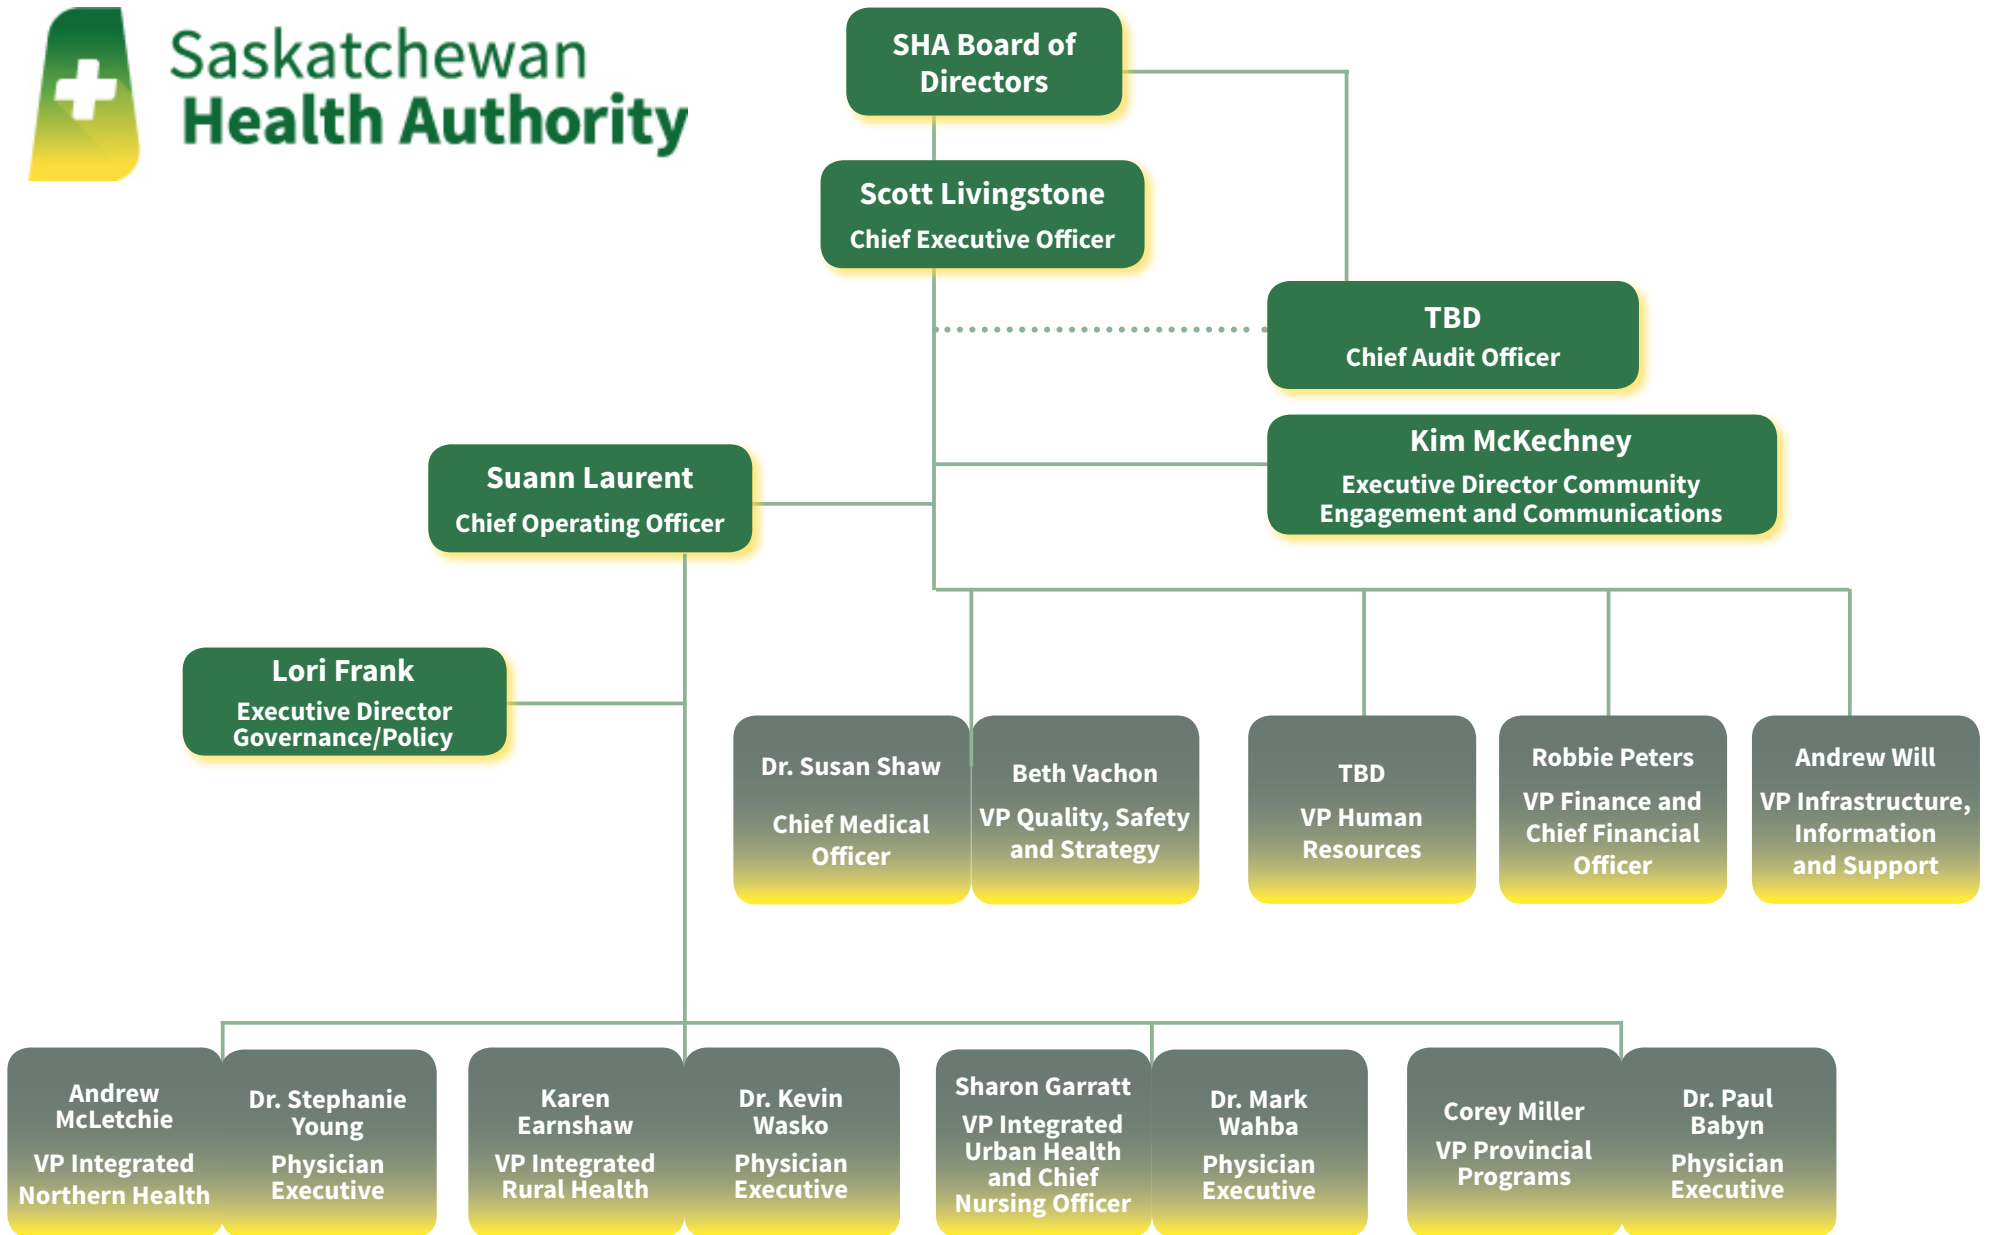 Saskatchewan
Health Authority
SHA Board of
Directors
Scott Livingstone
Chief Executive Officer
TBD
Chief Audit Officer
Kim McKechney
Executive Director Community
Engagement and Communications
Suann Laurent
Chief Operating Officer
Lori Frank
Executive Director
Governance/Policy
Dr. Susan Shaw
Chief Medical
Officer
Beth Vachon
VP Quality, Safety
and Strategy
TBD
VP Human
Resources
Robbie Peters
VP Finance and
Chief Financial
Officer
Andrew Will
VP Infrastructure,
Information
and Support
Andrew
McLetchie
VP Integrated
Northern Health
Dr. Stephanie
Young
Physician
Executive
Karen
Earnshaw
VP Integrated
Rural Health
Dr. Kevin
Wasko
Physician
Executive
Sharon Garratt
VP Integrated
Urban Health
and Chief
Nursing Officer
Dr. Mark
Wahba
Physician
Executive
Corey Miller
VP Provincial
Programs
Dr. Paul
Babyn
Physician
Executive